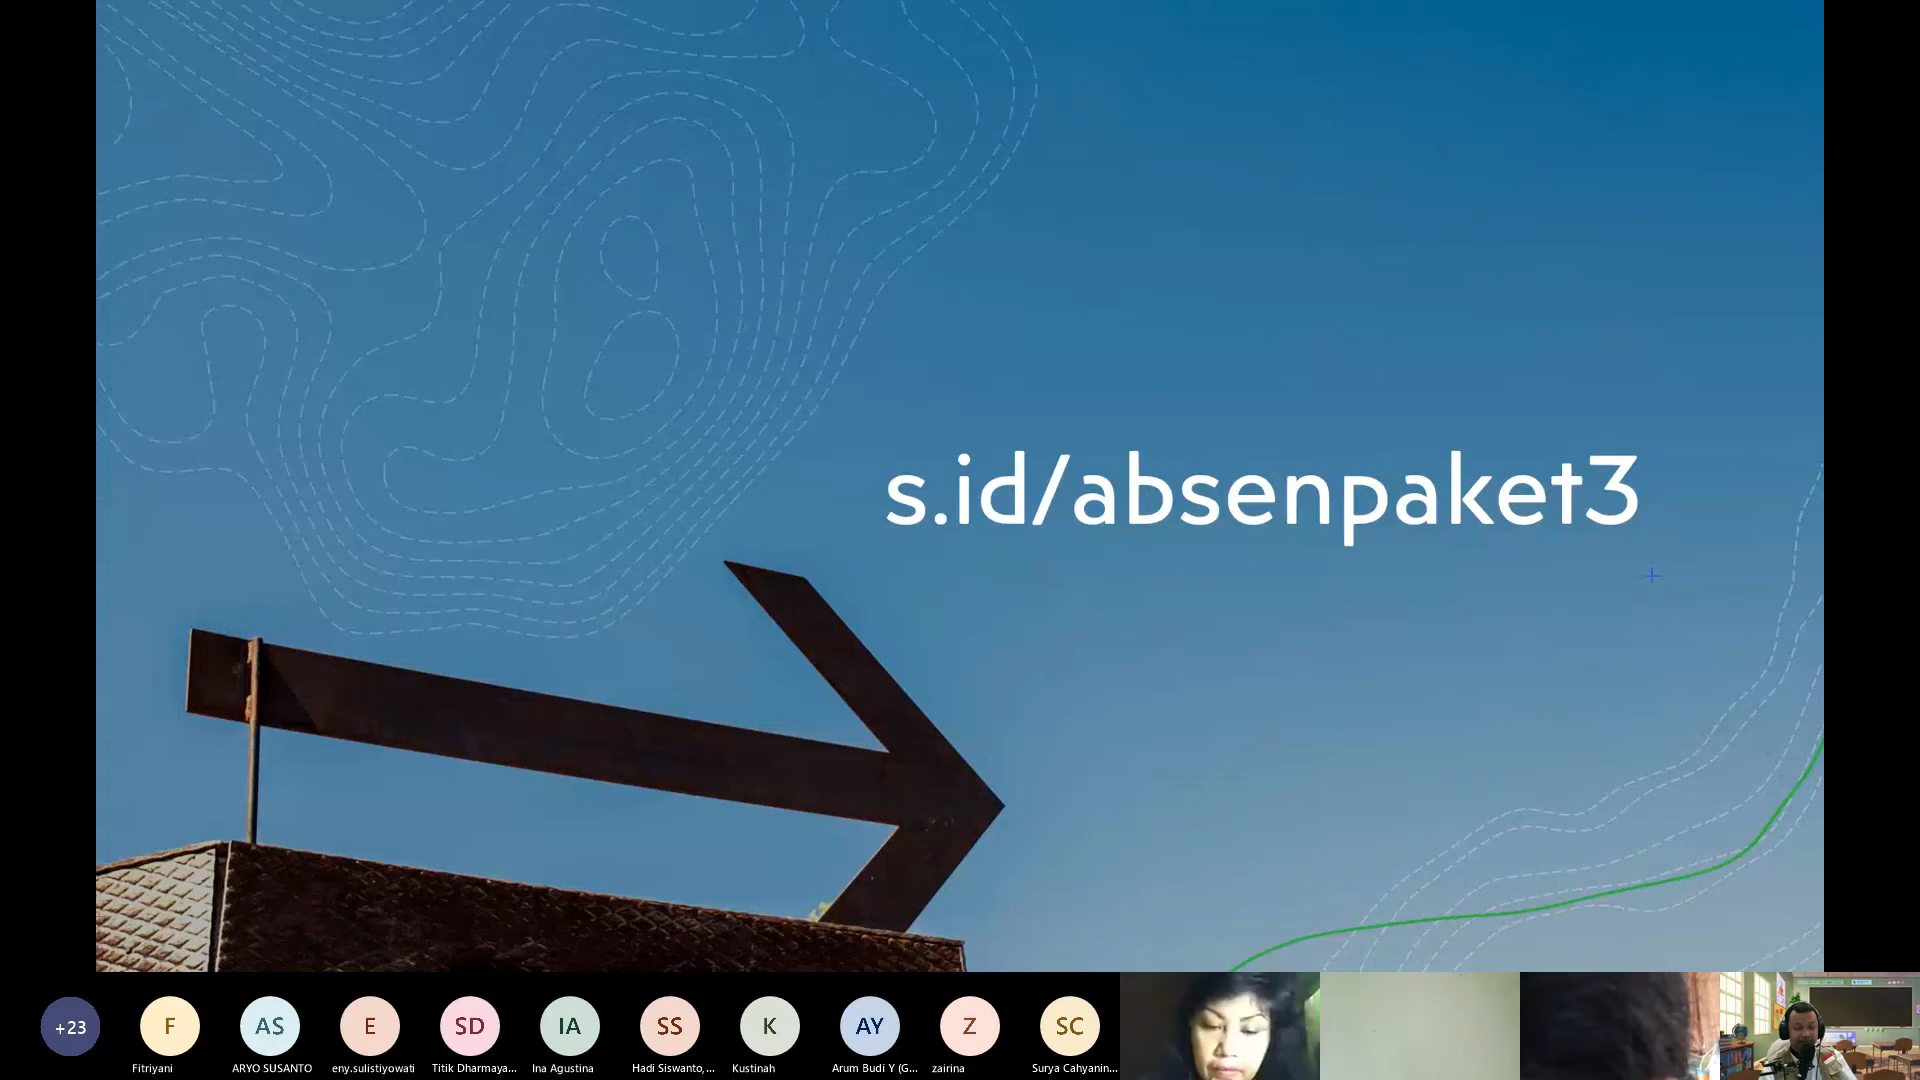 s.id/absenpaket3
+23
F
AS
E
SD
IA
SS
K
AY
Z
SC
Fitriyani
ARYO SUSANTO
eny.sulistiyowati
Titik Dharmaya...
Ina Agustina
Hadi Siswanto, ...
Kustinah
Arum Budi Y (G...
zairina
Surya Cahyanin...